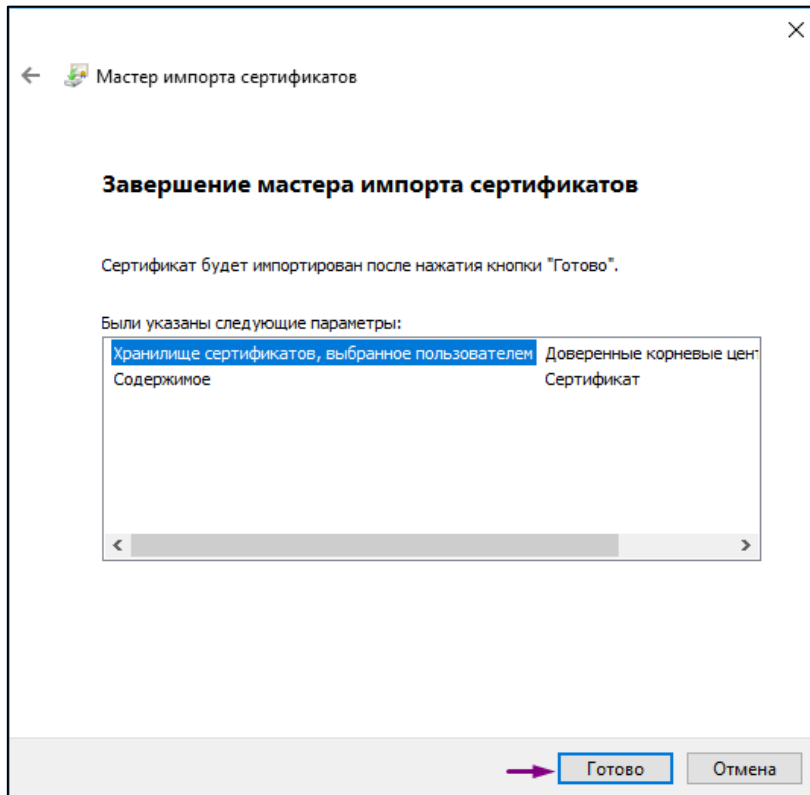 Мастер импорта сертификатов
Завершение мастера импорта сертификатов
Сертификат будет импортирован после нажатия кнопки "Готово".
Были указаны следующие параметры:
Хранилище сертификатов, выбранное пользователем Доверенные корневые цент
Содержимое Сертификат
Готово Отмена